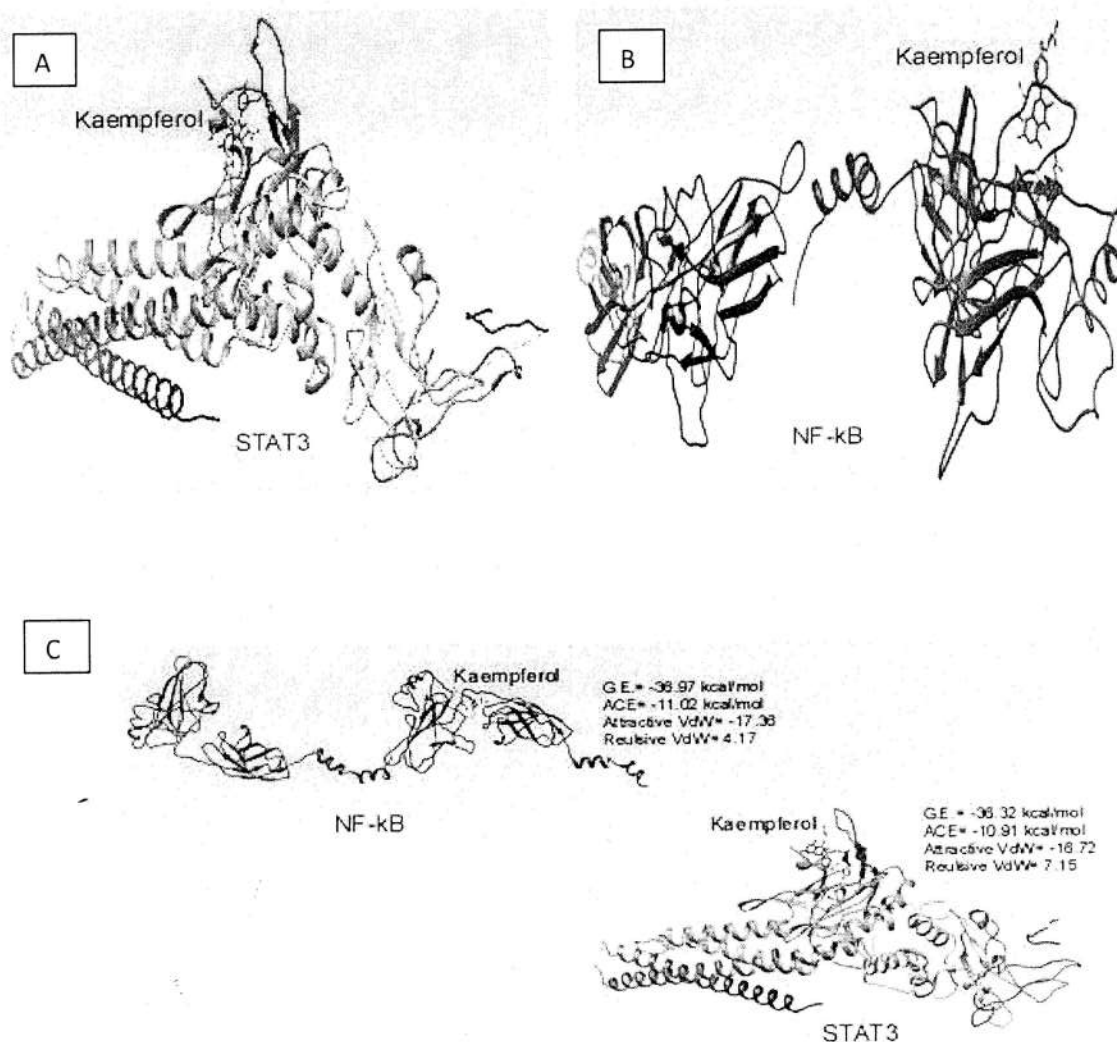 A
Kaempferol
STAT3
B
Kaempferol
NF-kB
C
Kaempferol
G.E.= -36.97 kcal/mol
ACE= -11.02 kcal/mol
Attractive VdW= -17.36
Reulsive VdW= 4.17
NF-kB
Kaempferol
G.E.= -36.32 kcal/mol
ACE= -10.91 kcal/mol
Attractive VdW= -16.72
Reulsive VdW= 7.15
STAT3